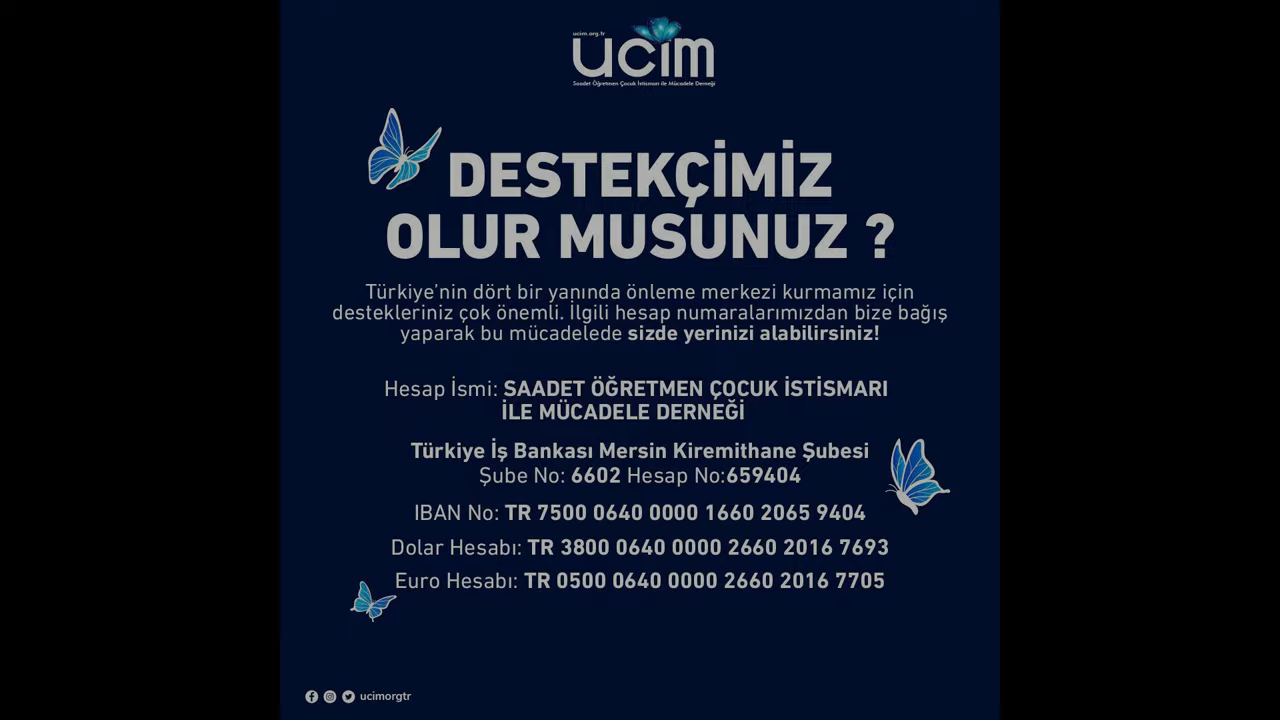 ucim.org.tr
ucim
Saadet Öğretmen Çocuk İstismarı ile Mücadele Derneği
DESTEKÇİMİZ
OLUR MUSUNUZ ?
Türkiye'nin dört bir yanında önleme merkezi kurmamız için
destekleriniz çok önemli. İlgili hesap numaralarımızdan bize bağış
yaparak bu mücadelede sizde yerinizi alabilirsiniz!
Hesap İsmi: SAADET ÖĞRETMEN ÇOCUK İSTİSMARI
İLE MÜCADELE DERNEĞİ
Türkiye İş Bankası Mersin Kiremithane Şubesi
Şube No: 6602 Hesap No:659404
IBAN No: TR 7500 0640 0000 1660 2065 9404
Dolar Hesabı: TR 3800 0640 0000 2660 2016 7693
Euro Hesabı: TR 0500 0640 0000 2660 2016 7705
ucimorgtr